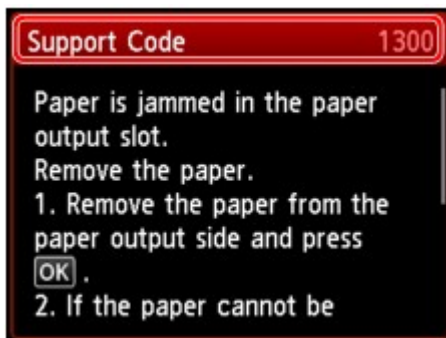 Support Code 1300
Paper is jammed in the paper
output slot.
Remove the paper.
1. Remove the paper from the
paper output side and press
OK .
2. If the paper cannot be